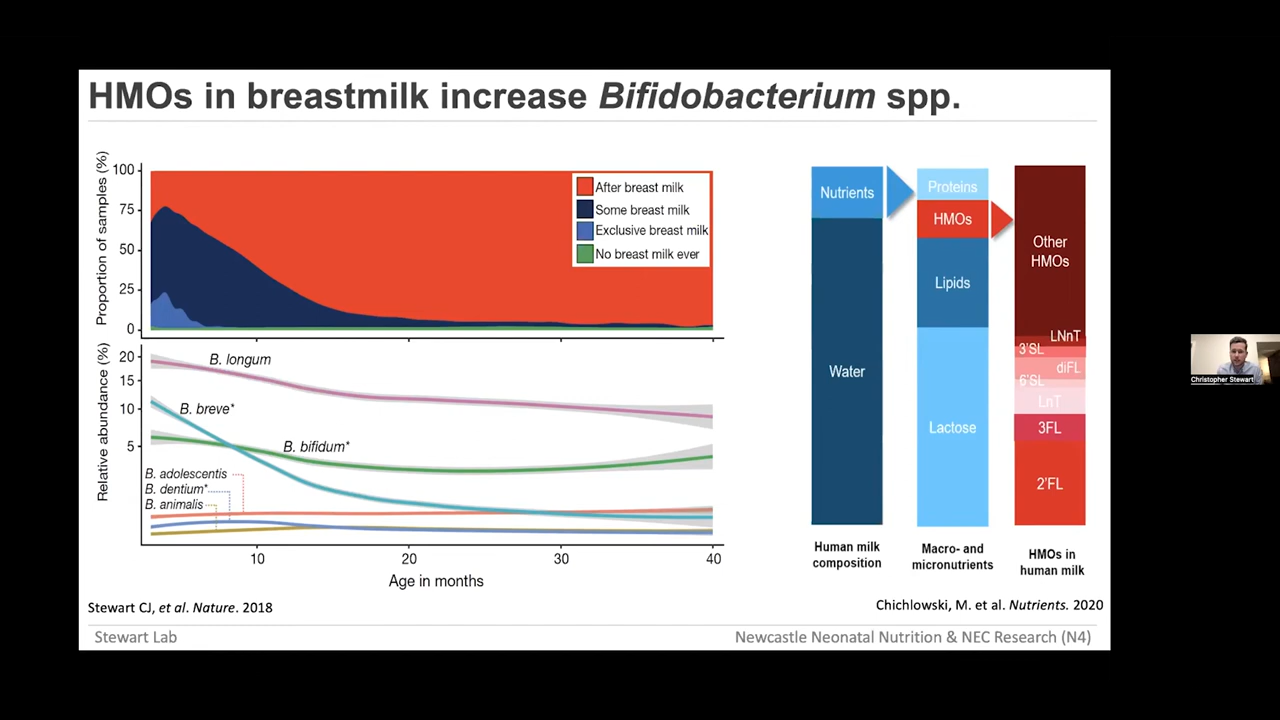 HMOs in breastmilk increase Bifidobacterium spp.
Proportion of samples (%)
100
75
50
25
0
After breast milk
Some breast milk
Exclusive breast milk
No breast milk ever
Relative abundance (%)
20
15
10
5
B. longum
B. breve*
B. bifidum*
B. adolescentis
B. dentium*
B. animalis
10
20
30
40
Age in months
Nutrients
Water
Human milk
composition
Proteins
HMOs
Lipids
Lactose
Macro- and
micronutrients
Other
HMOs
LNnT
3'SL
diFL
6'SL
LnT
3FL
2'FL
HMOs in
human milk
Stewart CJ, et al. Nature. 2018
Chichlowski, M. et al. Nutrients. 2020
Stewart Lab
Newcastle Neonatal Nutrition & NEC Research (N4)
Christopher Stewart